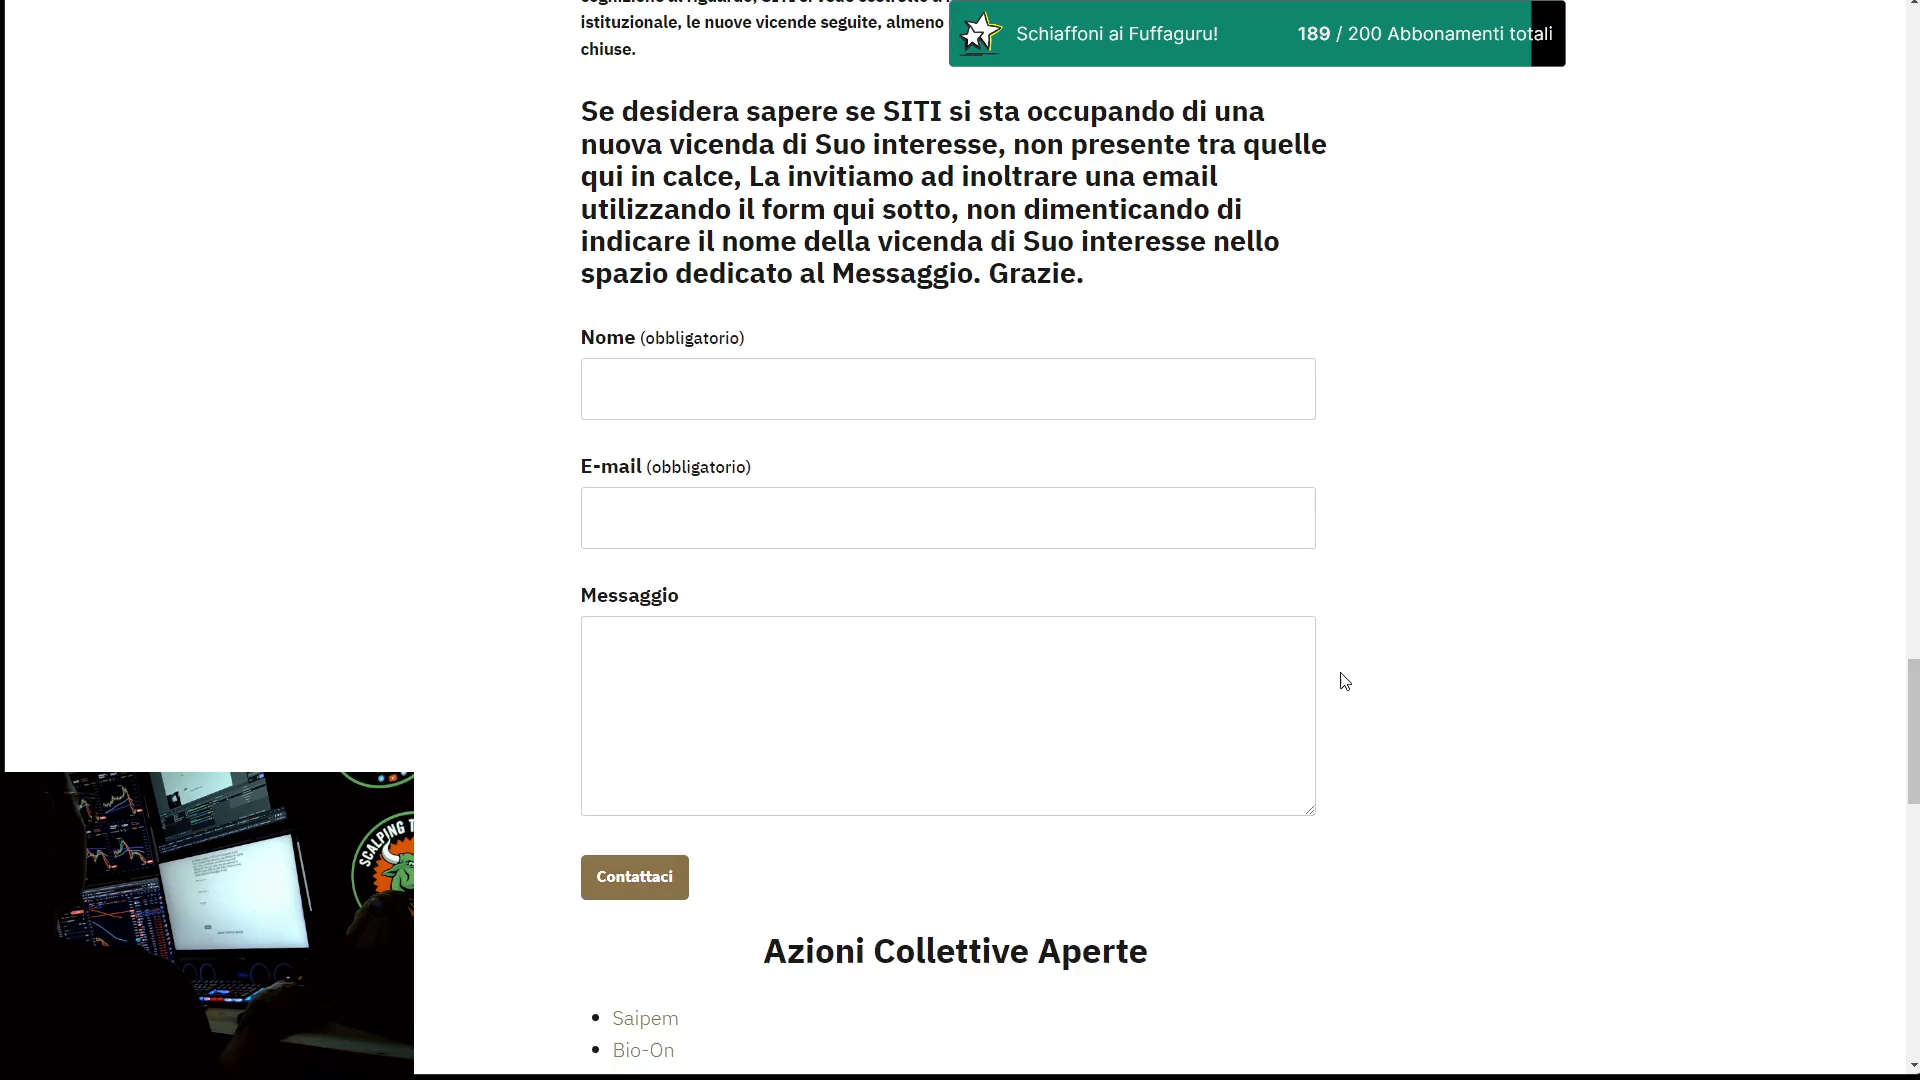 istituzionale, le nuove vicende seguite, almeno
chiuse.
Schiaffoni ai Fuffaguru!
189 / 200 Abbonamenti totali
Se desidera sapere se SITI si sta occupando di una
nuova vicenda di Suo interesse, non presente tra quelle
qui in calce, La invitiamo ad inoltrare una email
utilizzando il form qui sotto, non dimenticando di
indicare il nome della vicenda di Suo interesse nello
spazio dedicato al Messaggio. Grazie.
Nome (obbligatorio)
E-mail (obbligatorio)
Messaggio
Contattaci
Azioni Collettive Aperte
Saipem
Bio-On
SCALPING T